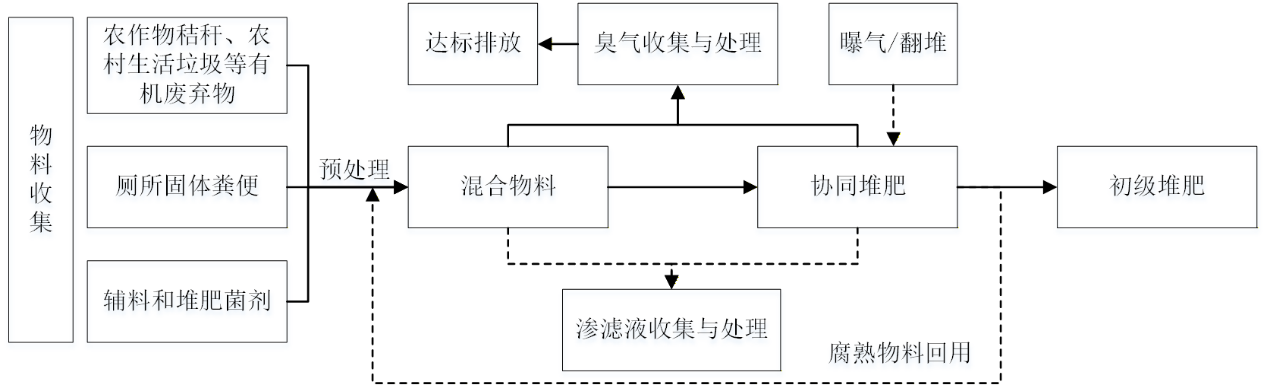 物
料
收
集
农作物秸秆、农
村生活垃圾等有
机废弃物
厕所固体粪便
辅料和堆肥菌剂
达标排放
臭气收集与处理
曝气/翻堆
预处理
混合物料
协同堆肥
初级堆肥
渗滤液收集与处理
腐熟物料回用